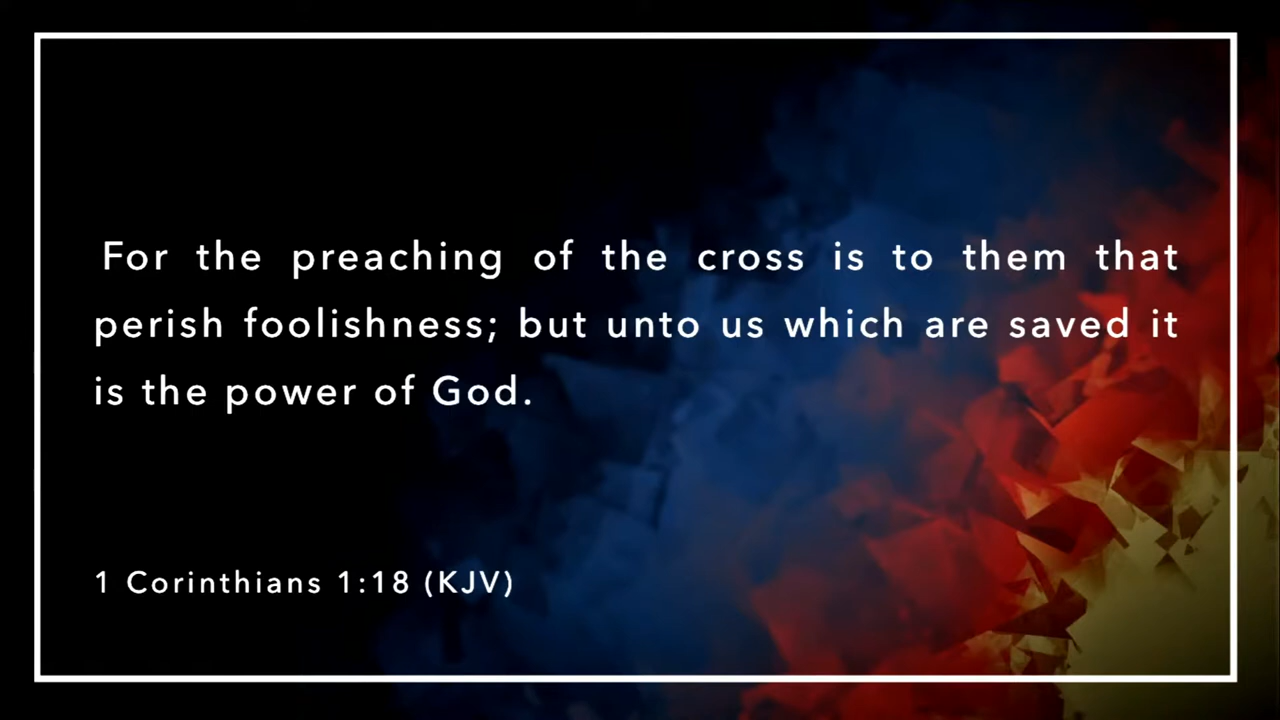 For the preaching of the cross is to them that
perish foolishness; but unto us which are saved it
is the power of God.
1 Corinthians 1:18 (KJV)